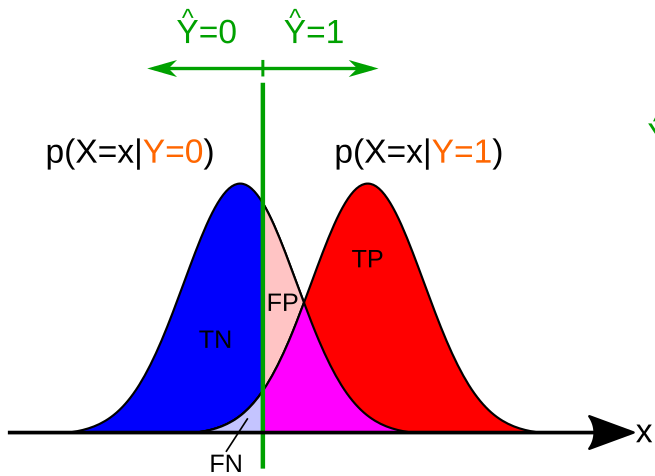 Ŷ=0 Ŷ=1
p(X=x|Y=0) p(X=x|Y=1)
TP
FP
TN
x
FN